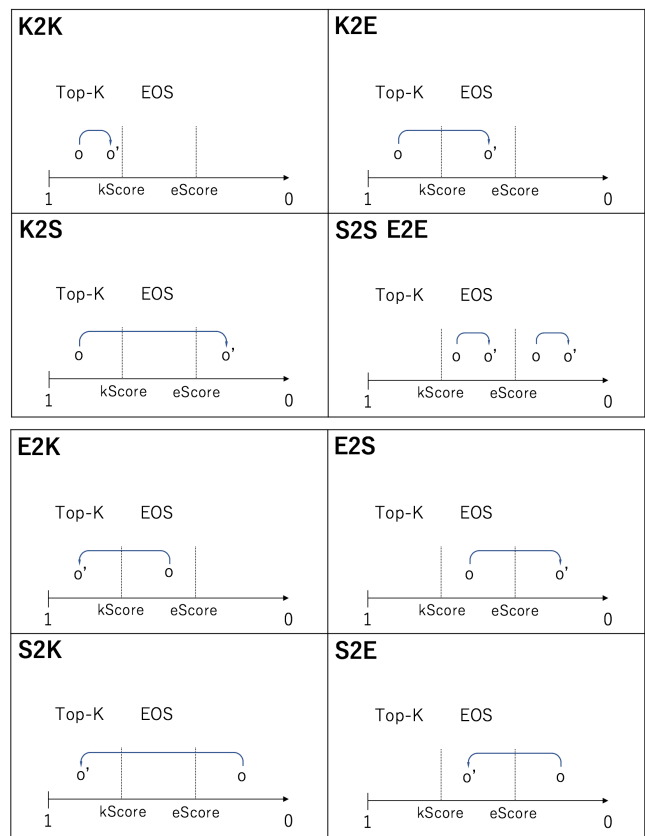 K2K
Top-K EOS
o o'
kScore eScore
1 0
K2E
Top-K EOS
o o'
kScore eScore
1 0
K2S
Top-K EOS
o o'
kScore eScore
1 0
S2S E2E
Top-K EOS
o o' o o'
kScore eScore
1 0
E2K
Top-K EOS
o' o
kScore eScore
1 0
E2S
Top-K EOS
o o'
kScore eScore
1 0
S2K
Top-K EOS
o' o
kScore eScore
1 0
S2E
Top-K EOS
o' o
kScore eScore
1 0